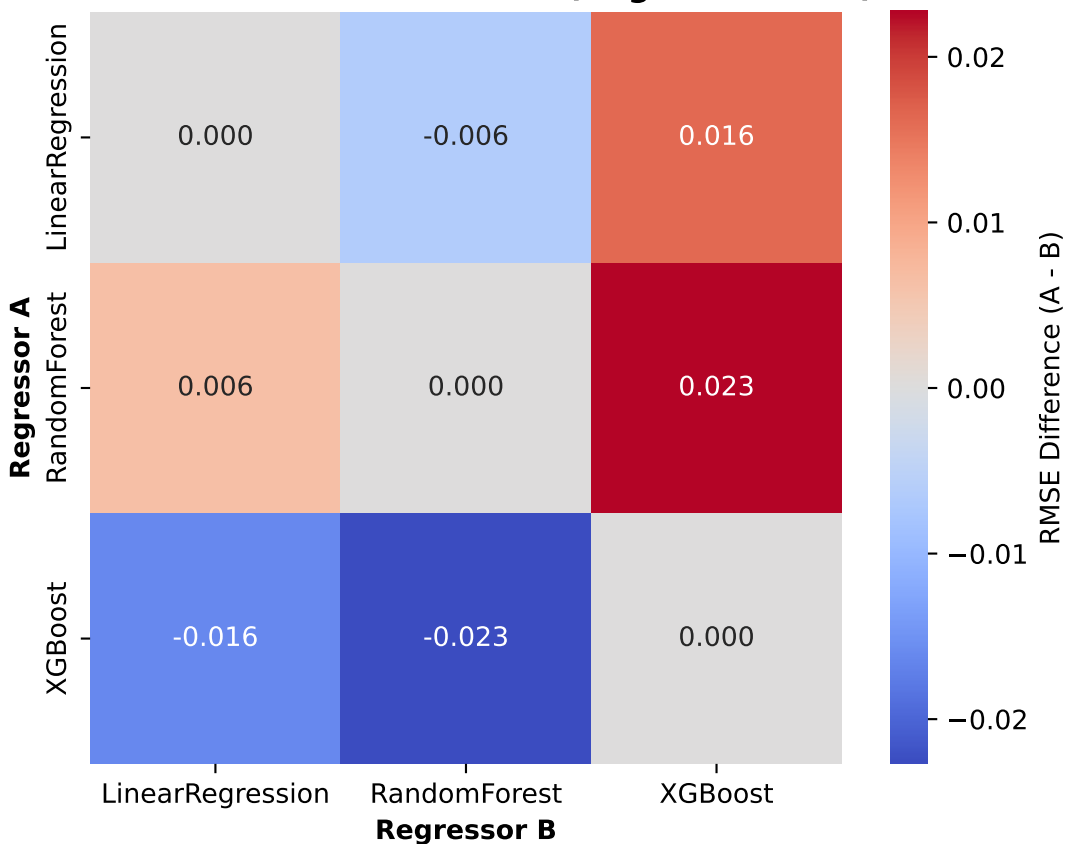 LinearRegression
0.000 -0.006 0.016
RandomForest
0.006 0.000 0.023
XGBoost
-0.016 -0.023 0.000
Regressor A
LinearRegression RandomForest XGBoost
Regressor B
0.02
0.01
0.00
−0.01
−0.02
RMSE Difference (A - B)